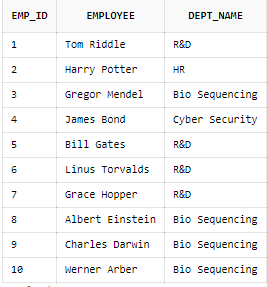 EMP_ID EMPLOYEE DEPT_NAME
1 Tom Riddle R&D
2 Harry Potter HR
3 Gregor Mendel Bio Sequencing
4 James Bond Cyber Security
5 Bill Gates R&D
6 Linus Torvalds R&D
7 Grace Hopper R&D
8 Albert Einstein Bio Sequencing
9 Charles Darwin Bio Sequencing
10 Werner Arber Bio Sequencing